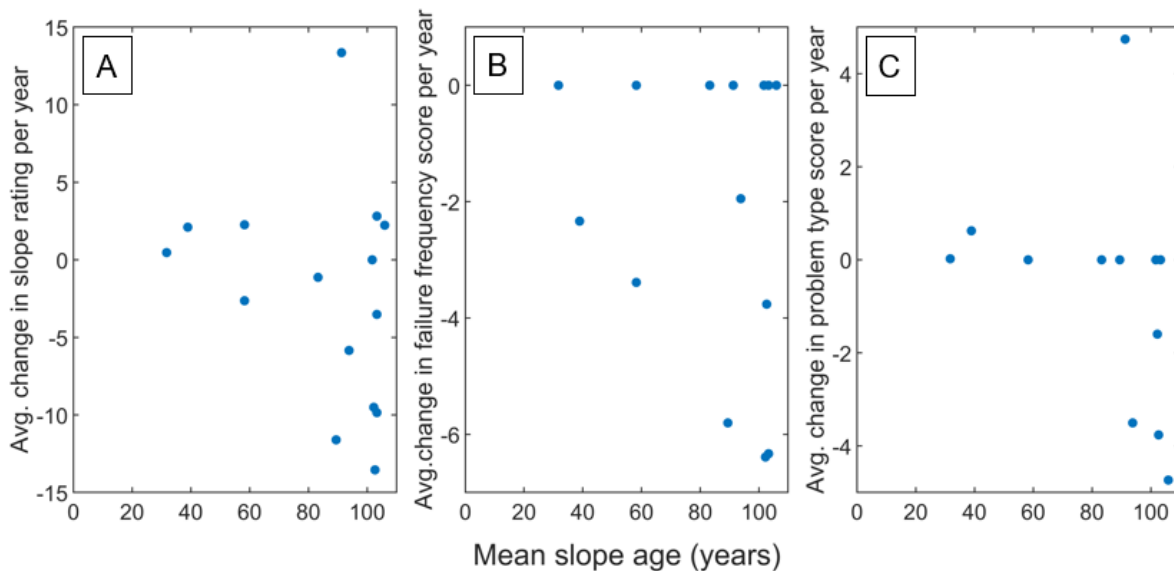 A
Avg. change in slope rating per year
15
10
5
0
-5
-10
-15
0 20 40 60 80 100
B
Avg.change in failure frequency score per year
0
-2
-4
-6
0 20 40 60 80 100
C
Avg. change in problem type score per year
4
2
0
-2
-4
0 20 40 60 80 100
Mean slope age (years)